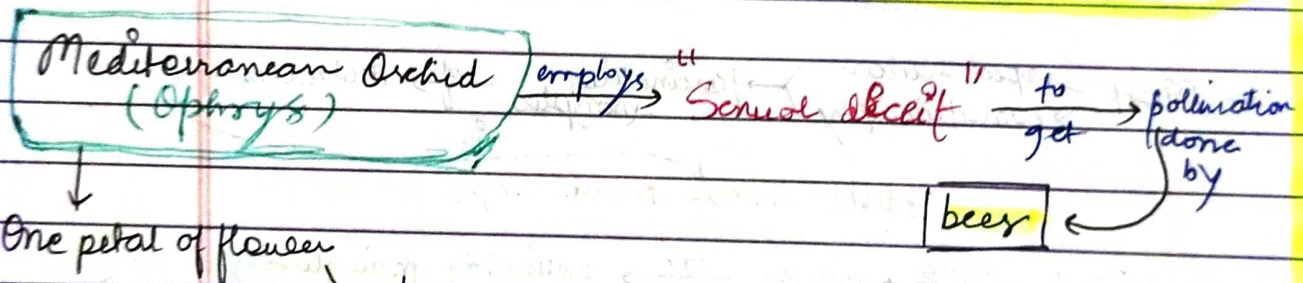 Mediterranean Orchid employs "Sexual deceit" to get pollination
(Ophrys) done
by
bees
One petal of flower